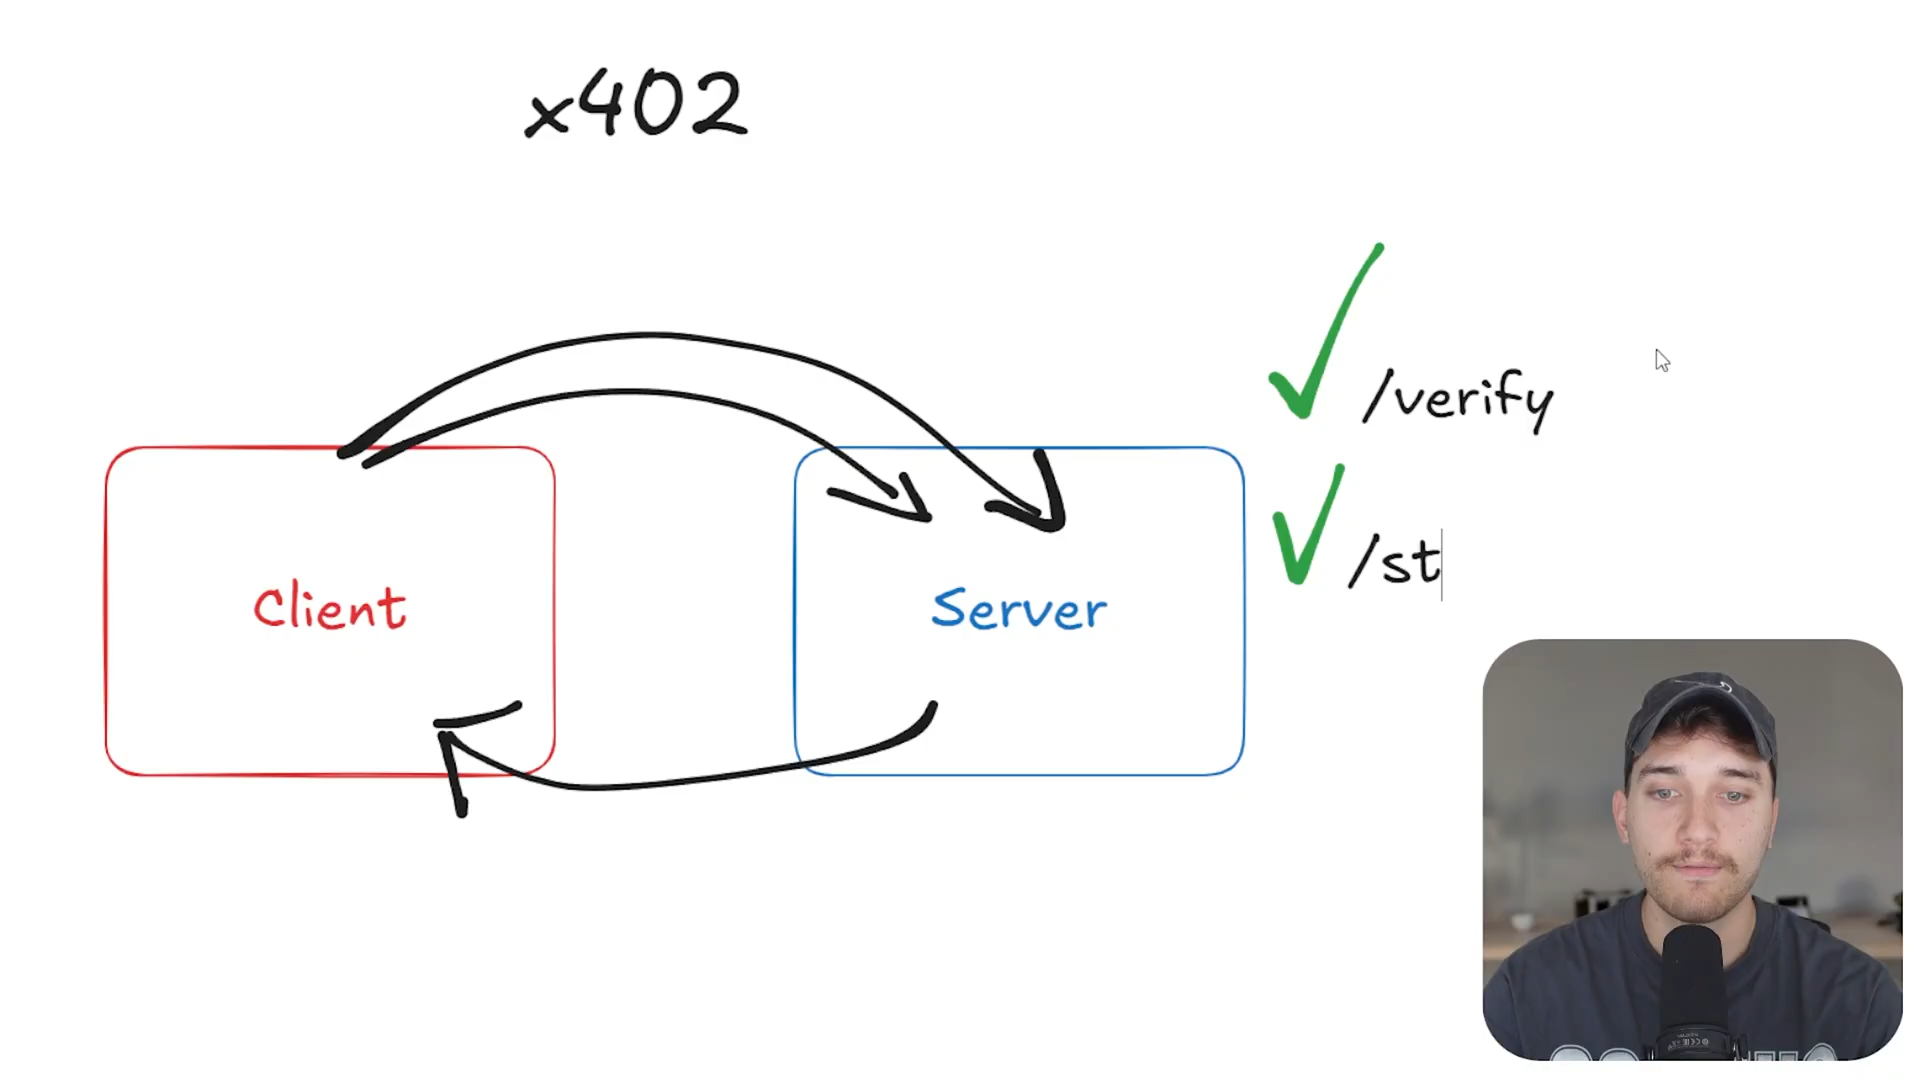 x402
/verify
/st
Client
Server